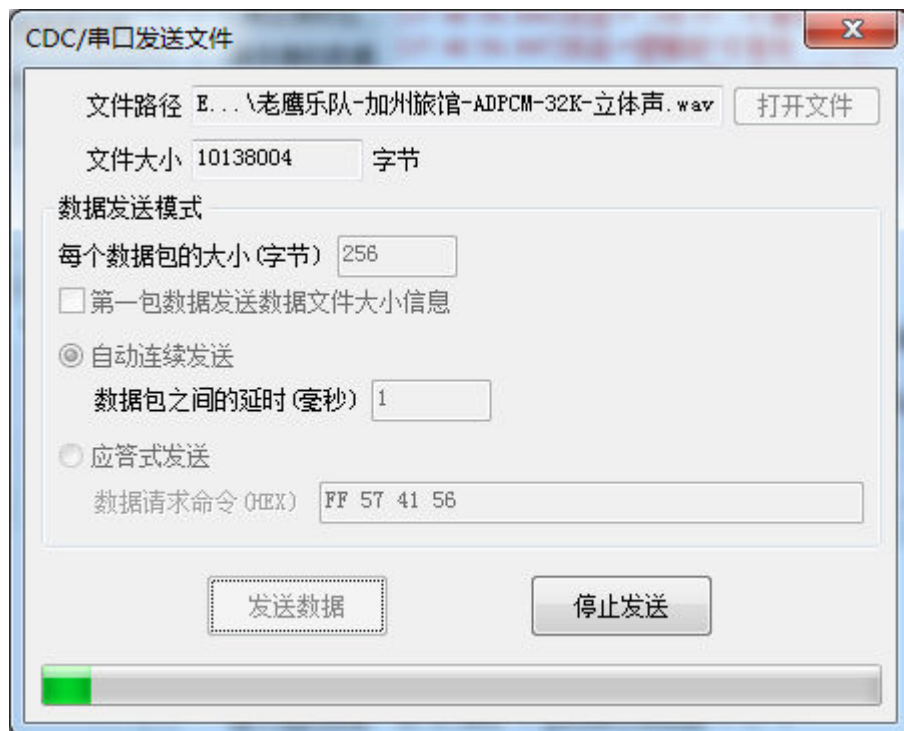 CDC/串口发送文件
文件路径 E...\老鹰乐队-加州旅馆-ADPCM-32K-立体声.wav 打开文件
文件大小 10138004 字节
数据发送模式
每个数据包的大小(字节) 256
第一包数据发送数据文件大小信息
自动连续发送
数据包之间的延时(毫秒) 1
应答式发送
数据请求命令(HEX) FF 57 41 56
发送数据 停止发送